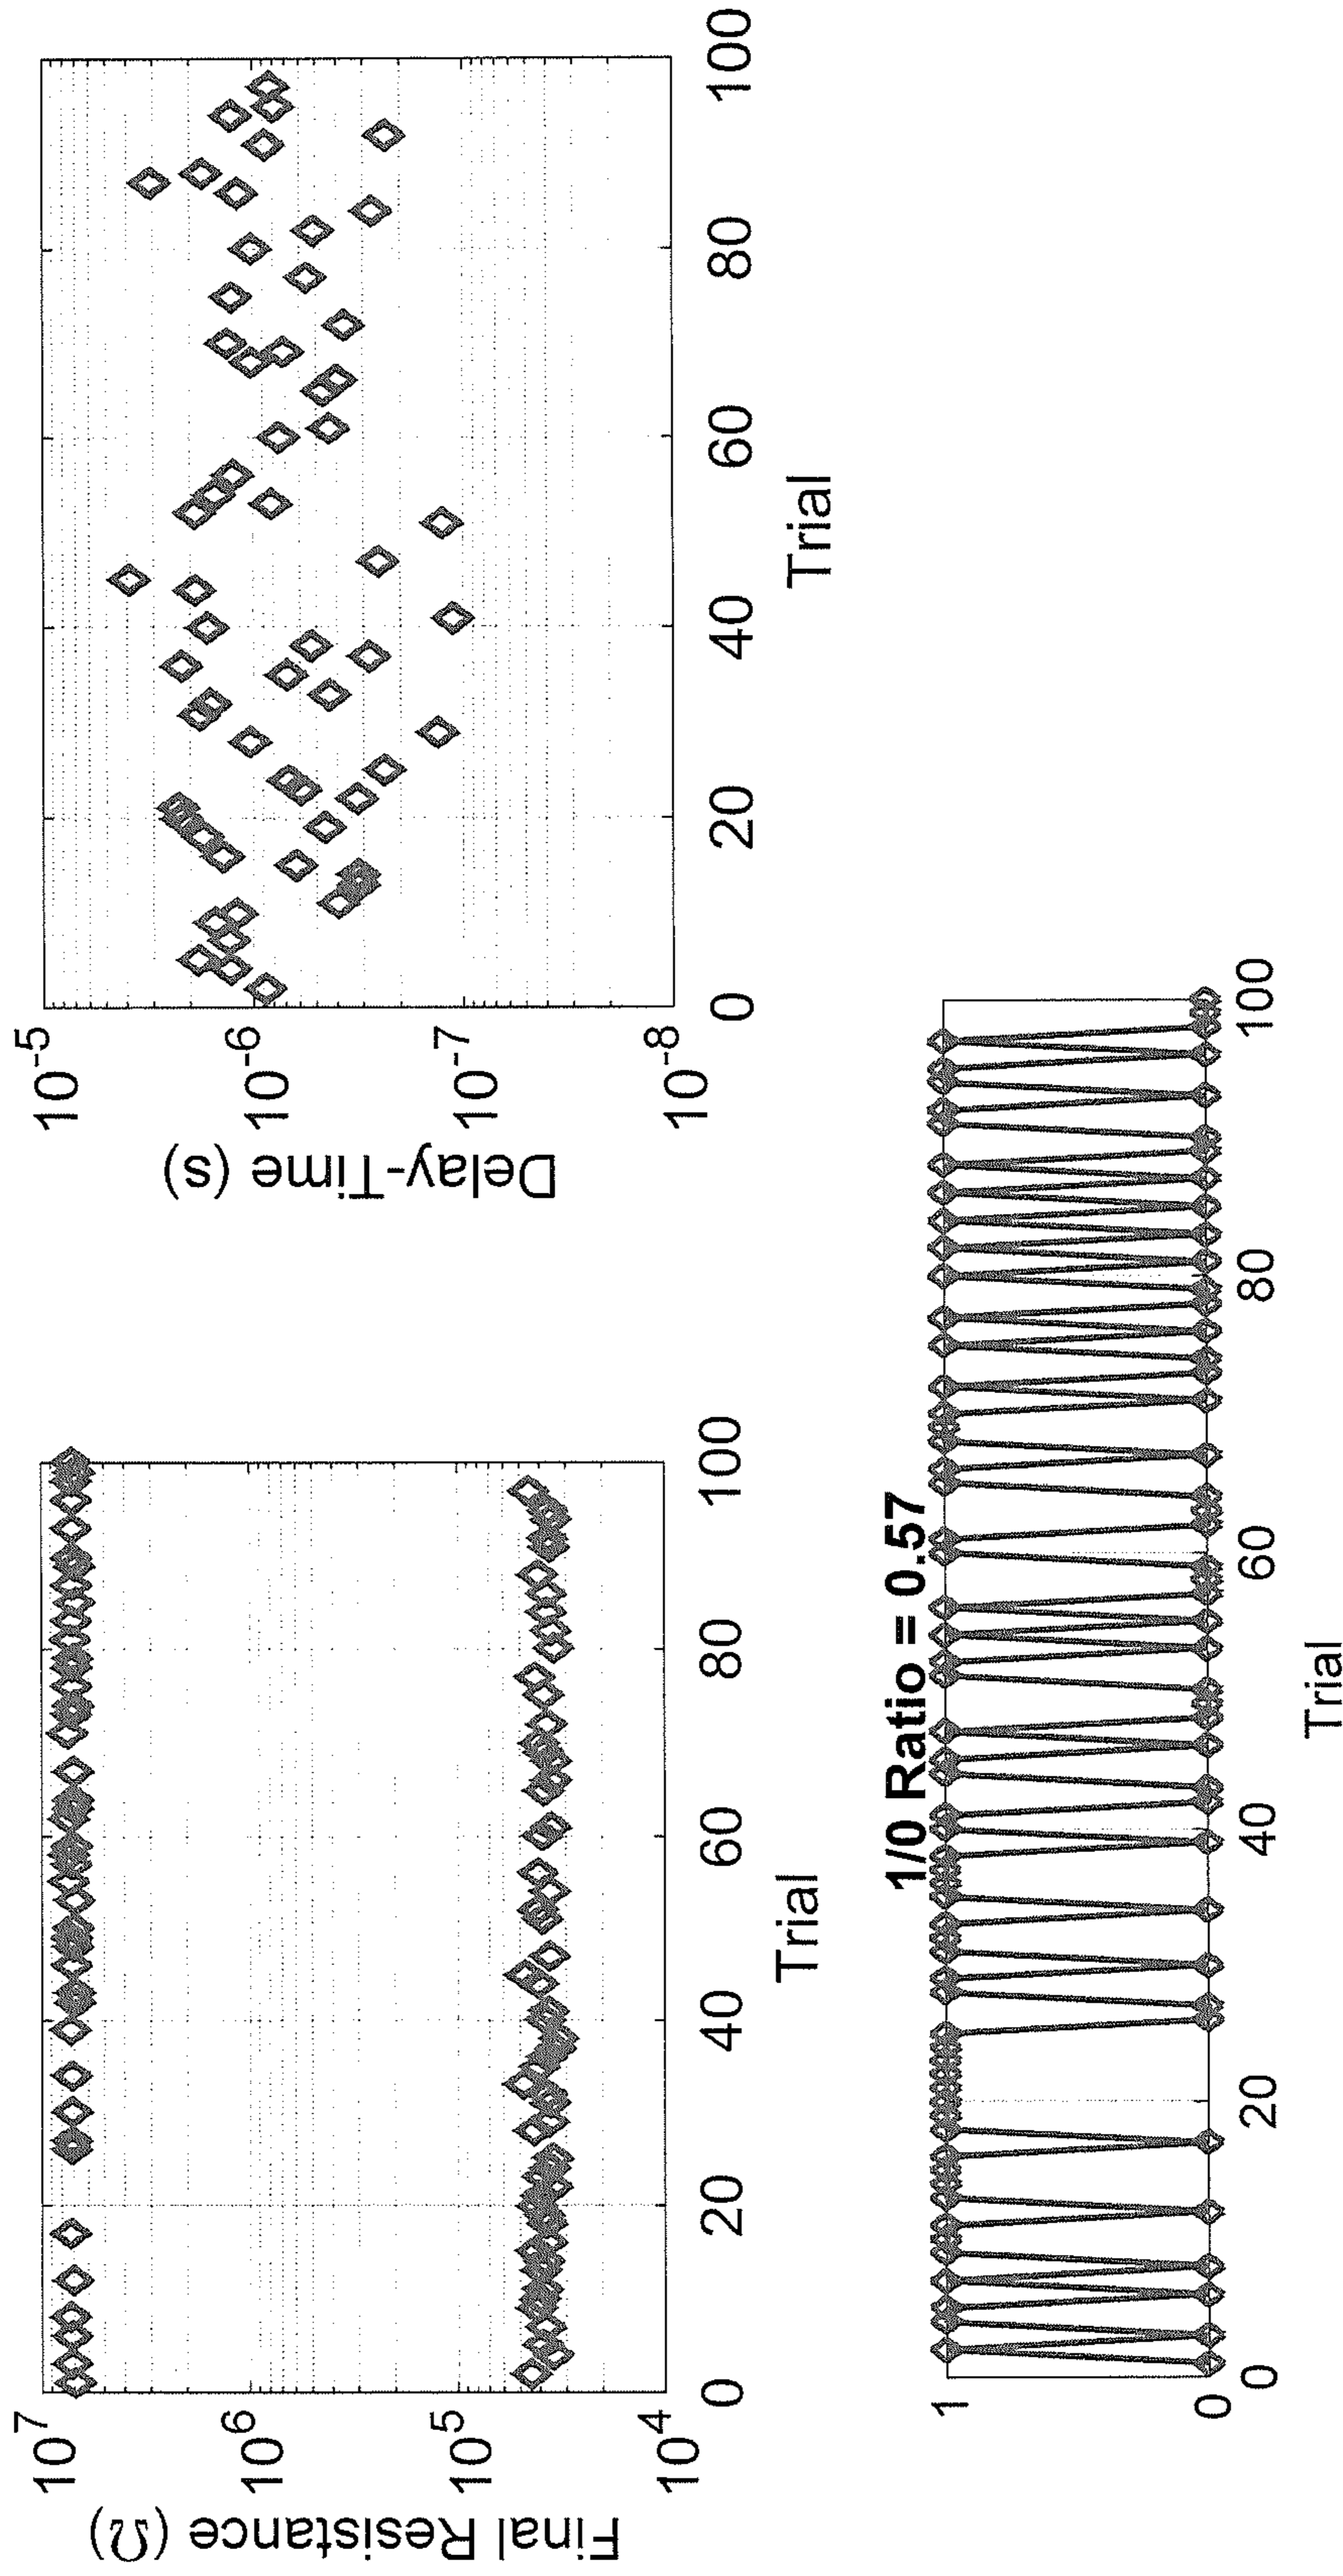 Final Resistance (Ω)
10^7
10^6
10^5
10^4
0 20 40 60 80 100
Trial
Delay-Time (s)
10^-5
10^-6
10^-7
10^-8
0 20 40 60 80 100
Trial
1/0 Ratio = 0.57
1
0
0 20 40 60 80 100
Trial